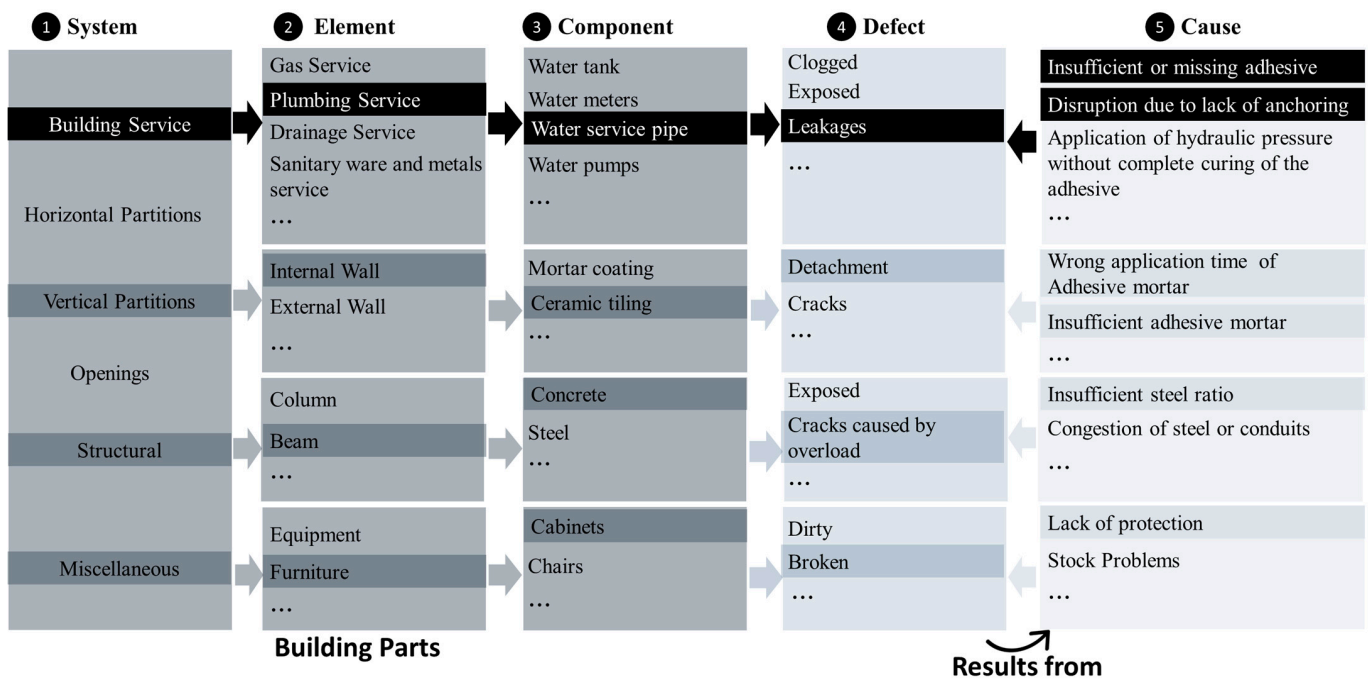 1 System
2 Element
3 Component
4 Defect
5 Cause
Building Service
Horizontal Partitions
Vertical Partitions
Openings
Structural
Miscellaneous
Gas Service
Plumbing Service
Drainage Service
Sanitary ware and metals
service
...
Internal Wall
External Wall
...
Column
Beam
...
Equipment
Furniture
...
Water tank
Water meters
Water service pipe
Water pumps
...
Mortar coating
Ceramic tiling
...
Concrete
Steel
...
Cabinets
Chairs
...
Clogged
Exposed
Leakages
...
Detachment
Cracks
...
Exposed
Cracks caused by
overload
...
Dirty
Broken
...
Insufficient or missing adhesive
Disruption due to lack of anchoring
Application of hydraulic pressure
without complete curing of the
adhesive
...
Wrong application time of
Adhesive mortar
Insufficient adhesive mortar
...
Insufficient steel ratio
Congestion of steel or conduits
...
Lack of protection
Stock Problems
...
Building Parts
Results from